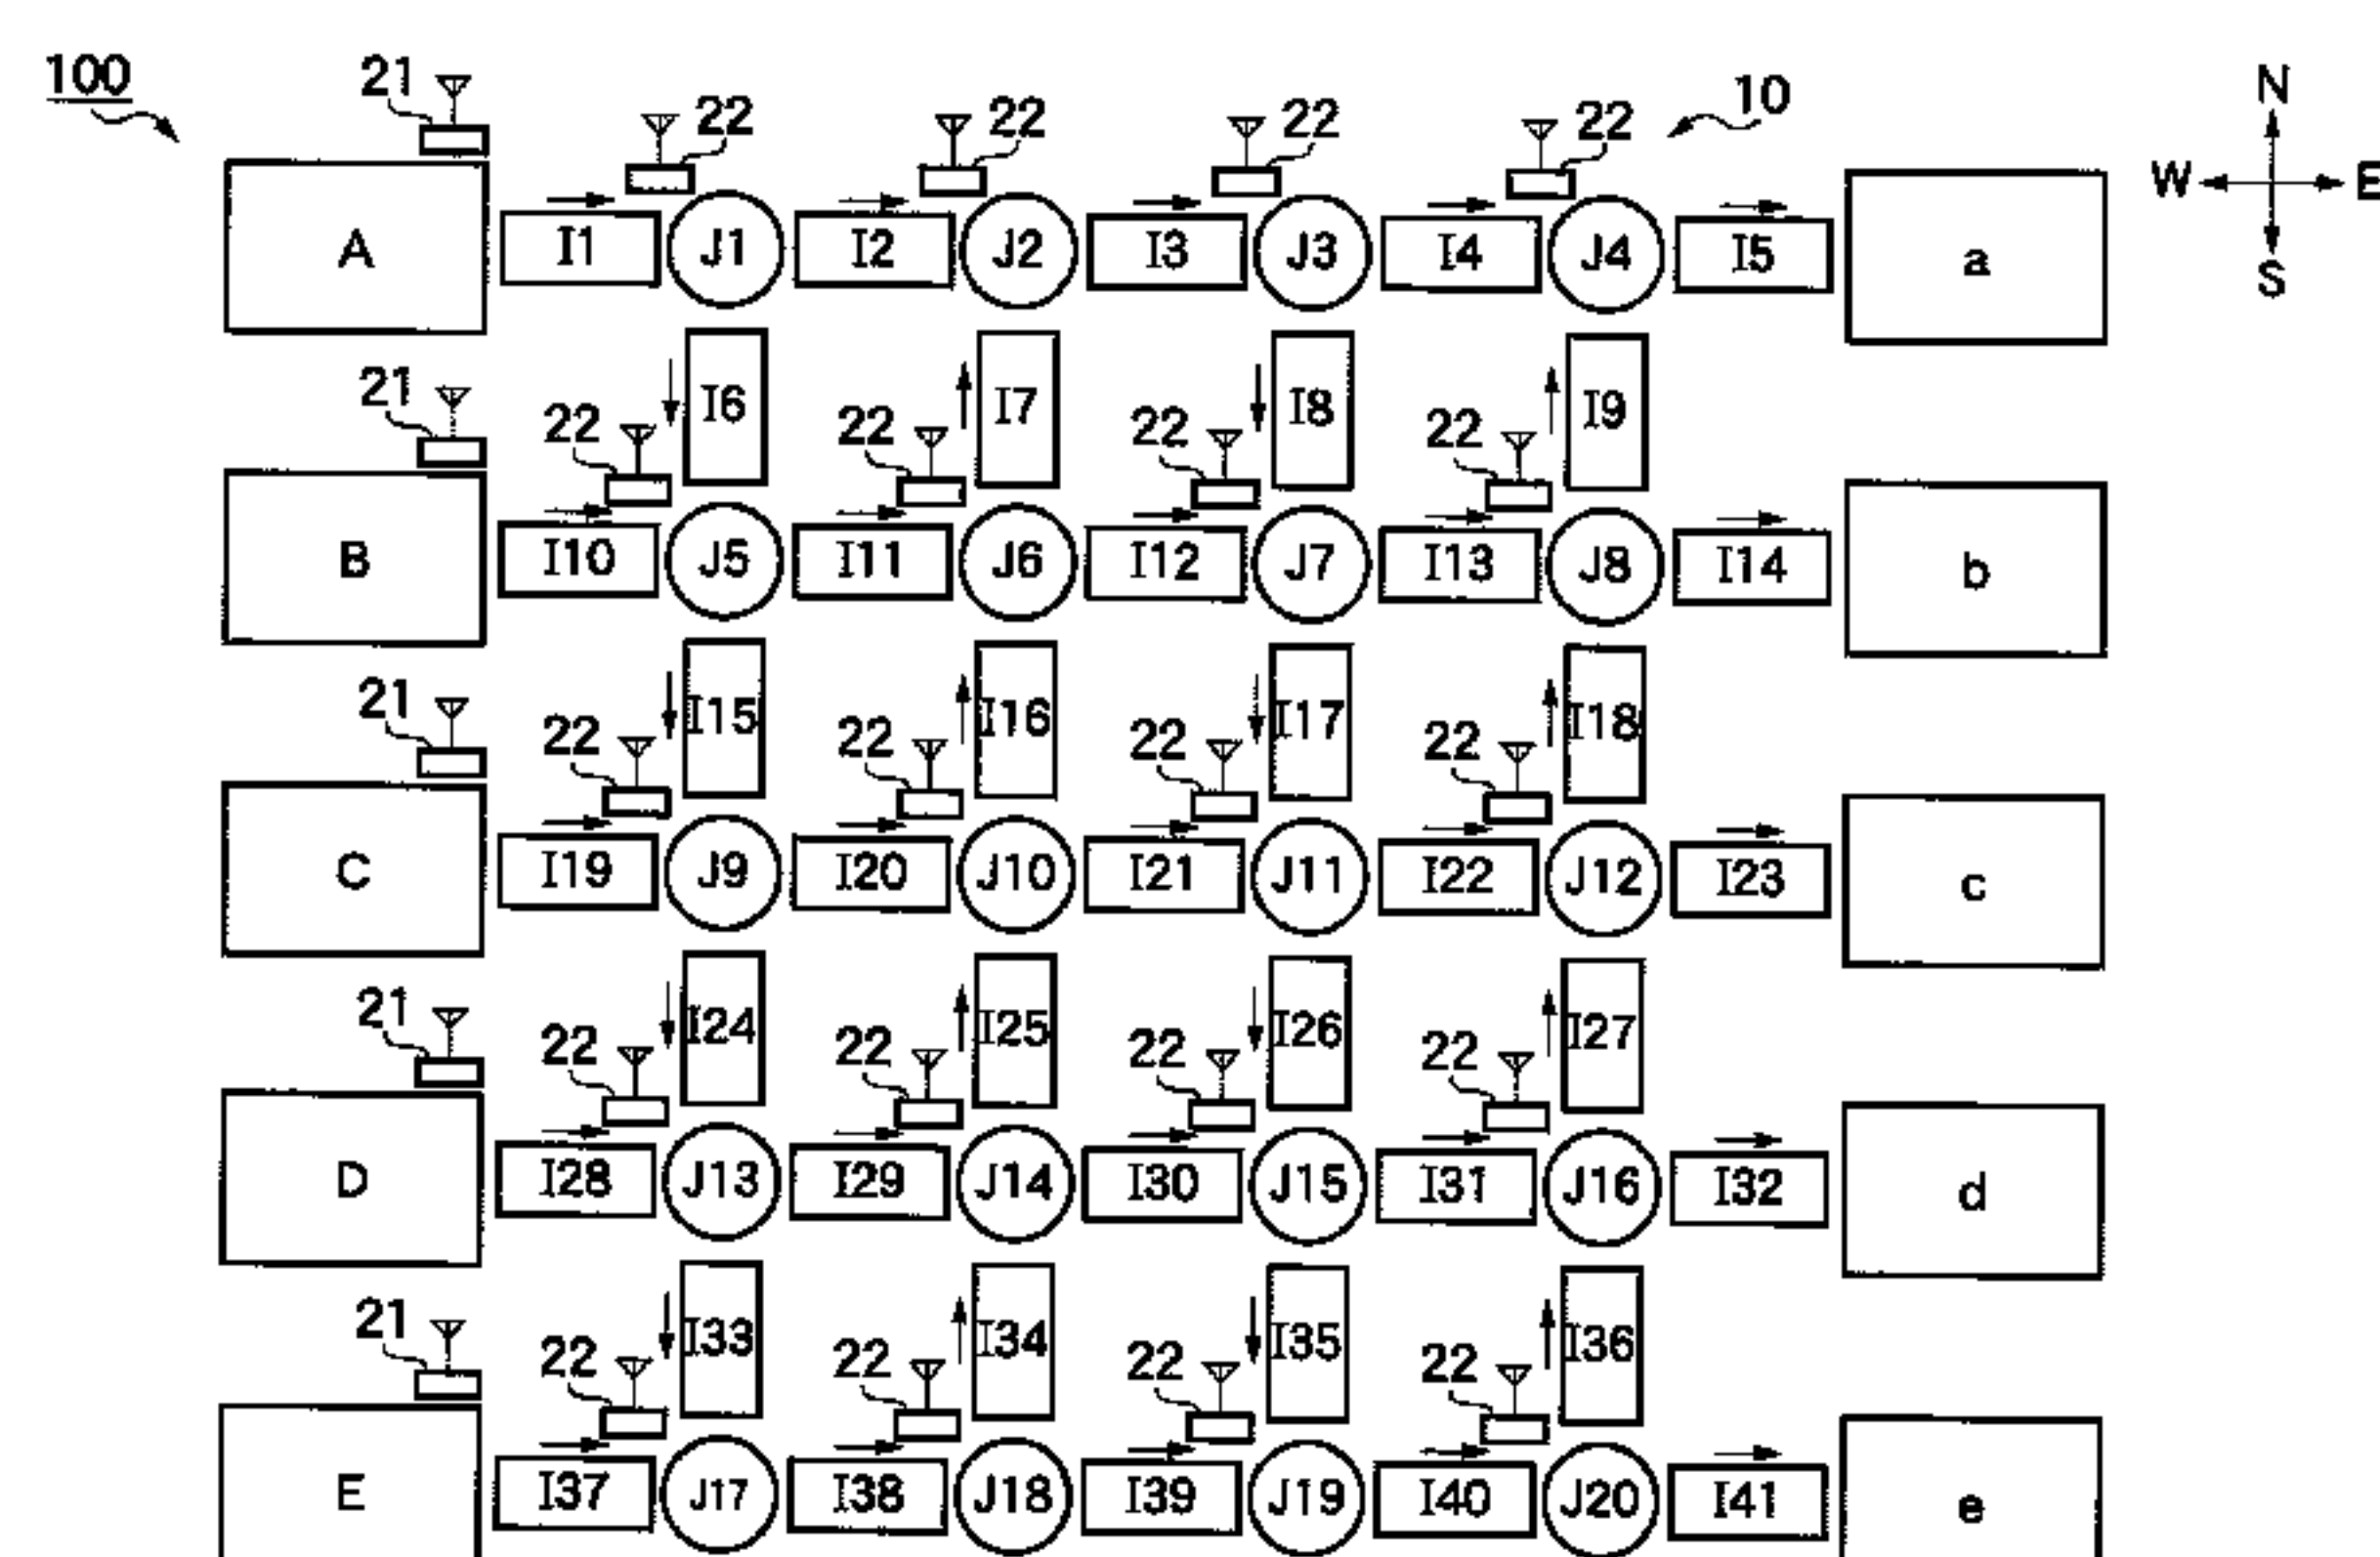 100
21
22
22
22
22
10
N
W
E
S
A
I1
J1
I2
J2
I3
J3
I4
J4
I5
a
21
22
I6
22
I7
22
I8
22
I9
B
I10
J5
I11
J6
I12
J7
I13
J8
I14
b
21
22
I15
22
I16
22
I17
22
I18
C
I19
J9
I20
J10
I21
J11
I22
J12
I23
c
21
22
I24
22
I25
22
I26
22
I27
D
I28
J13
I29
J14
I30
J15
I31
J16
I32
d
21
22
I33
22
I34
22
I35
22
I36
E
I37
J17
I38
J18
I39
J19
I40
J20
I41
e